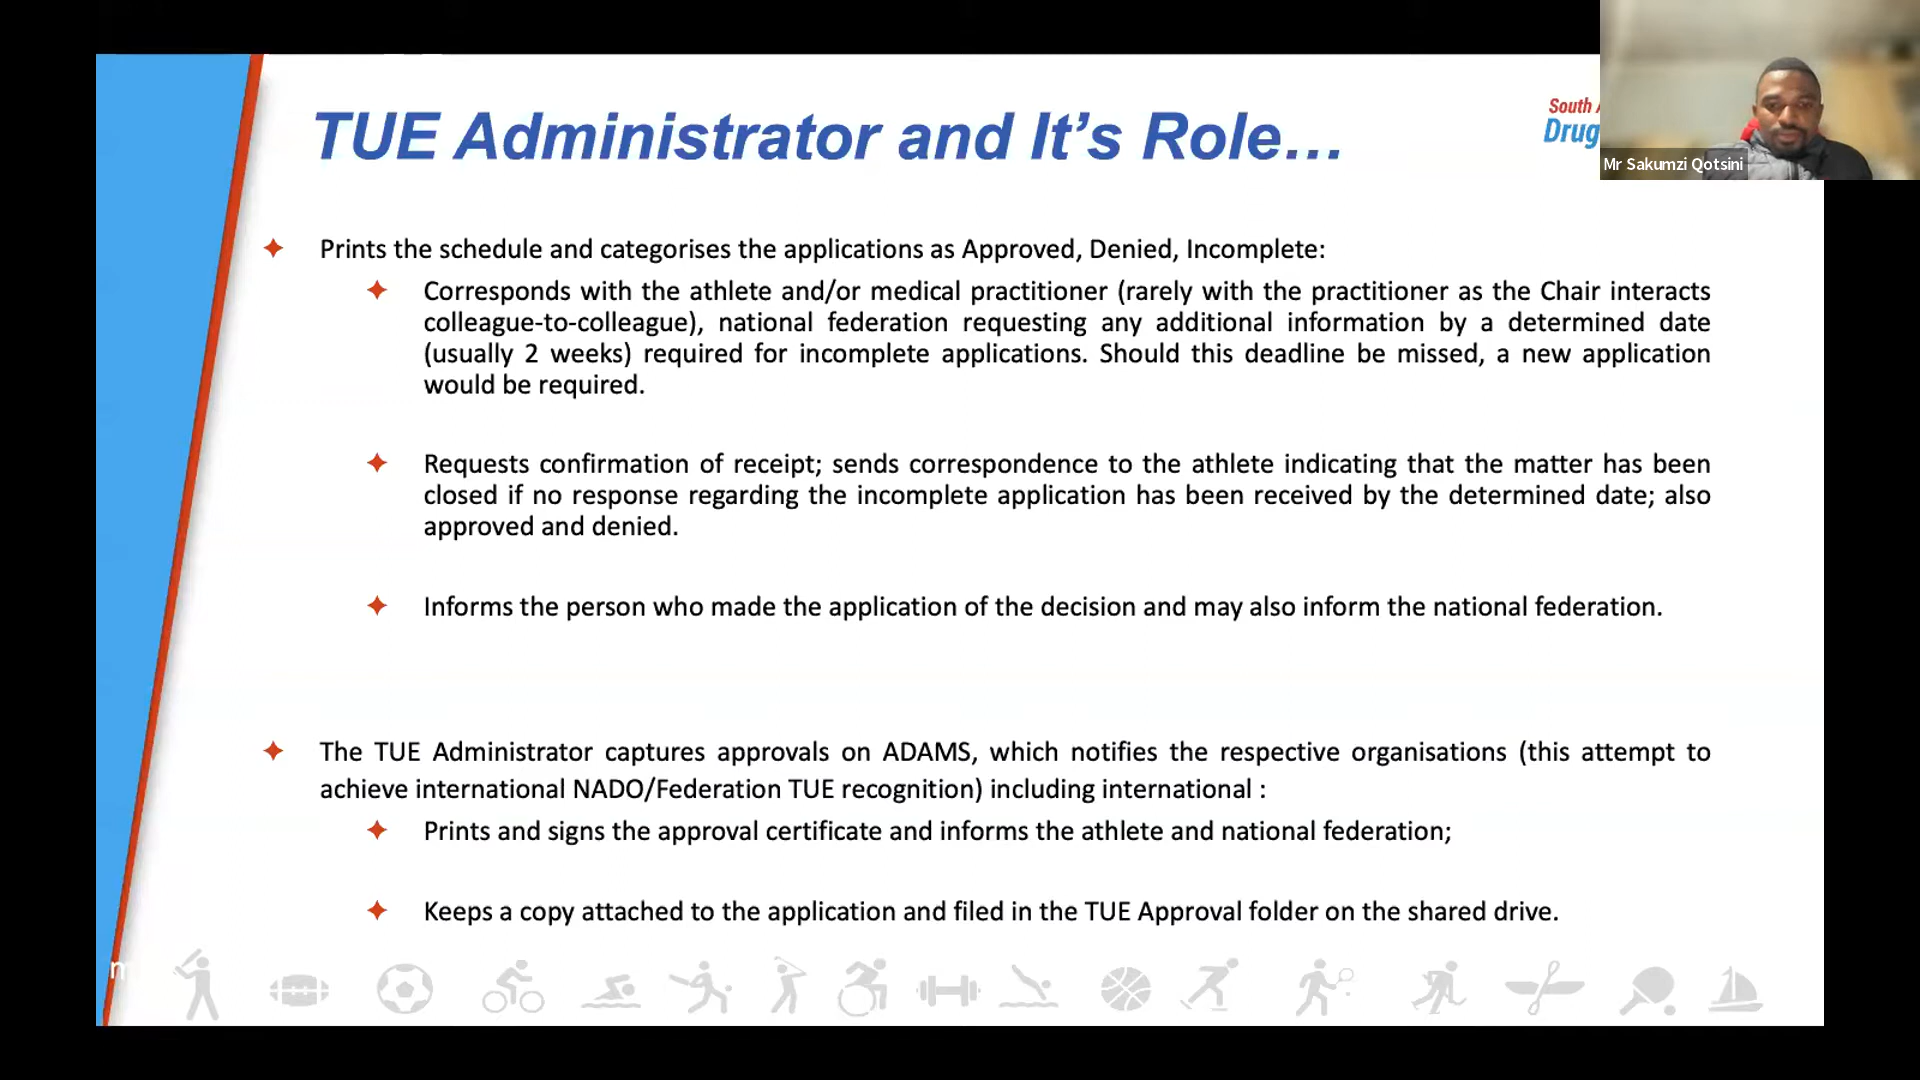 TUE Administrator and It's Role...
South
Drug
Mr Sakumzi Qotsini
Prints the schedule and categorises the applications as Approved, Denied, Incomplete:
Corresponds with the athlete and/or medical practitioner (rarely with the practitioner as the Chair interacts
colleague-to-colleague), national federation requesting any additional information by a determined date
(usually 2 weeks) required for incomplete applications. Should this deadline be missed, a new application
would be required.
Requests confirmation of receipt; sends correspondence to the athlete indicating that the matter has been
closed if no response regarding the incomplete application has been received by the determined date; also
approved and denied.
Informs the person who made the application of the decision and may also inform the national federation.
The TUE Administrator captures approvals on ADAMS, which notifies the respective organisations (this attempt to
achieve international NADO/Federation TUE recognition) including international :
Prints and signs the approval certificate and informs the athlete and national federation;
Keeps a copy attached to the application and filed in the TUE Approval folder on the shared drive.